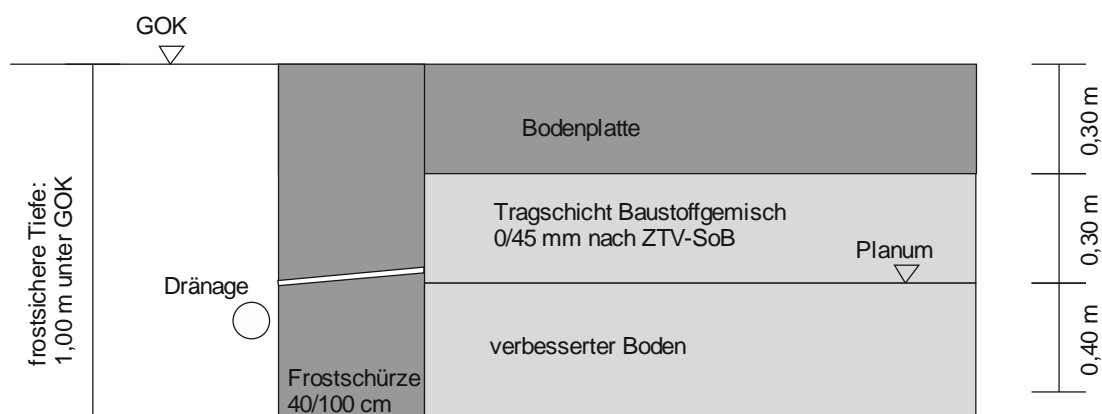 GOK
Bodenplatte
0,30 m
frostsichere Tiefe:
1,00 m unter GOK
Tragschicht Baustoffgemisch
0/45 mm nach ZTV-SoB
Planum
0,30 m
Dränage
verbesserter Boden
0,40 m
Frostschürze
40/100 cm